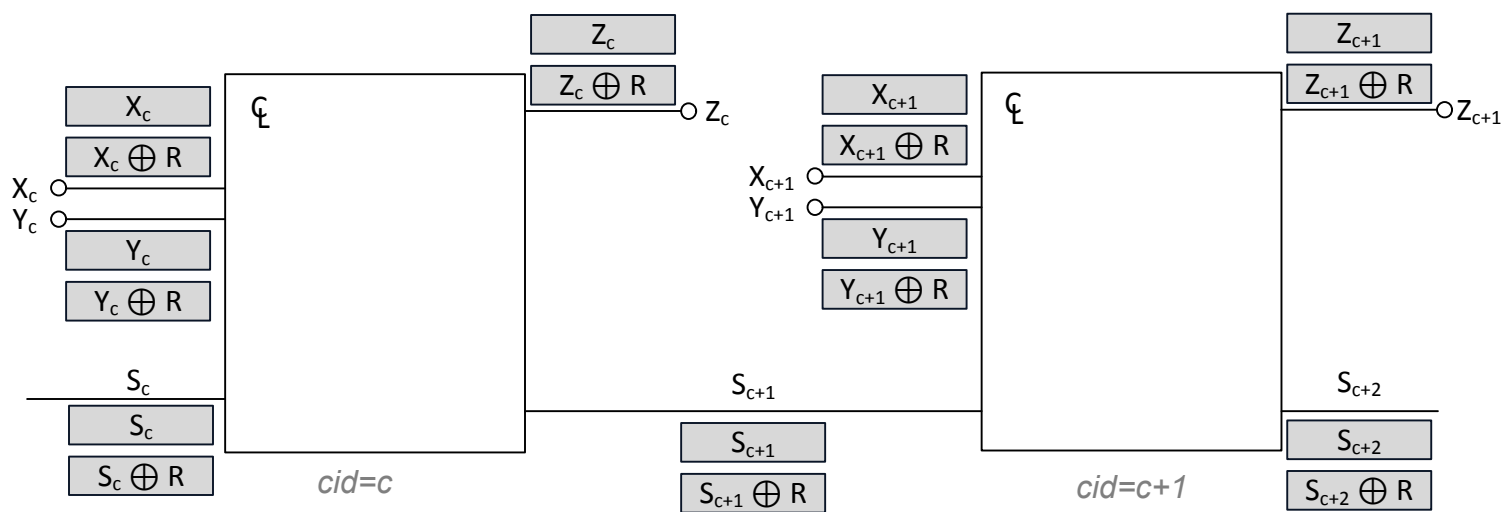 Z_c
Z_c ⊕ R
Z_c
X_c
X_c ⊕ R
X_c
Y_c
Y_c
Y_c ⊕ R
S_c
S_c
S_c ⊕ R
℄
cid=c
S_{c+1}
S_{c+1}
S_{c+1} ⊕ R
X_{c+1}
X_{c+1} ⊕ R
X_{c+1}
Y_{c+1}
Y_{c+1}
Y_{c+1} ⊕ R
℄
cid=c+1
Z_{c+1}
Z_{c+1} ⊕ R
Z_{c+1}
S_{c+2}
S_{c+2}
S_{c+2} ⊕ R